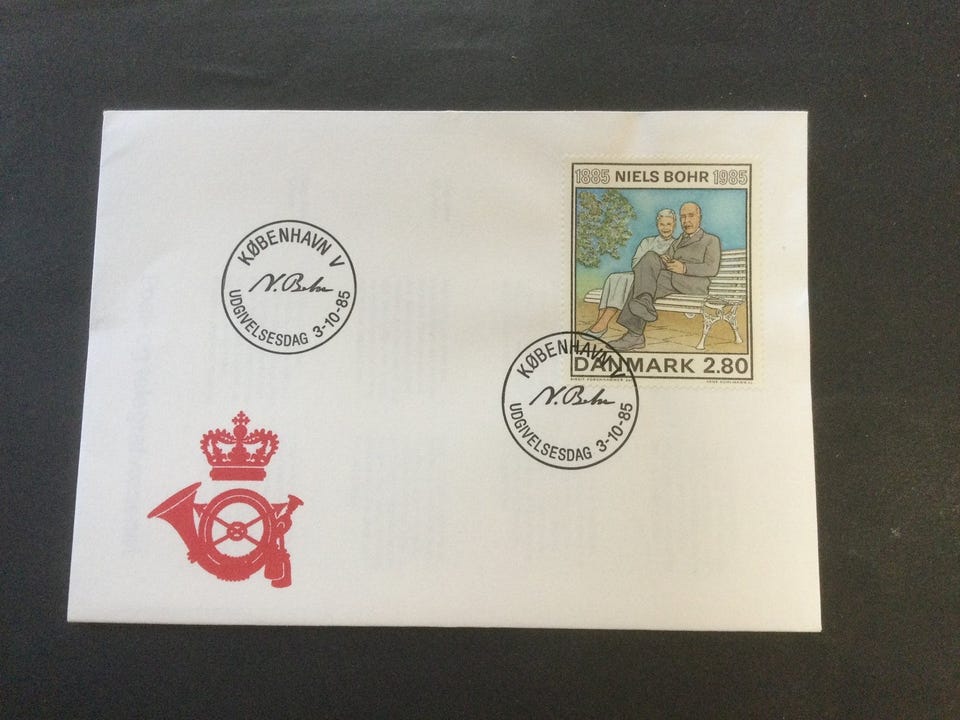 1885 NIELS BOHR 1985
DANMARK 2.80
KØBENHAVN V
N. Bohr
UDGIVELSESDAG 3-10-85
KØBENHAVN V
N. Bohr
UDGIVELSESDAG 3-10-85